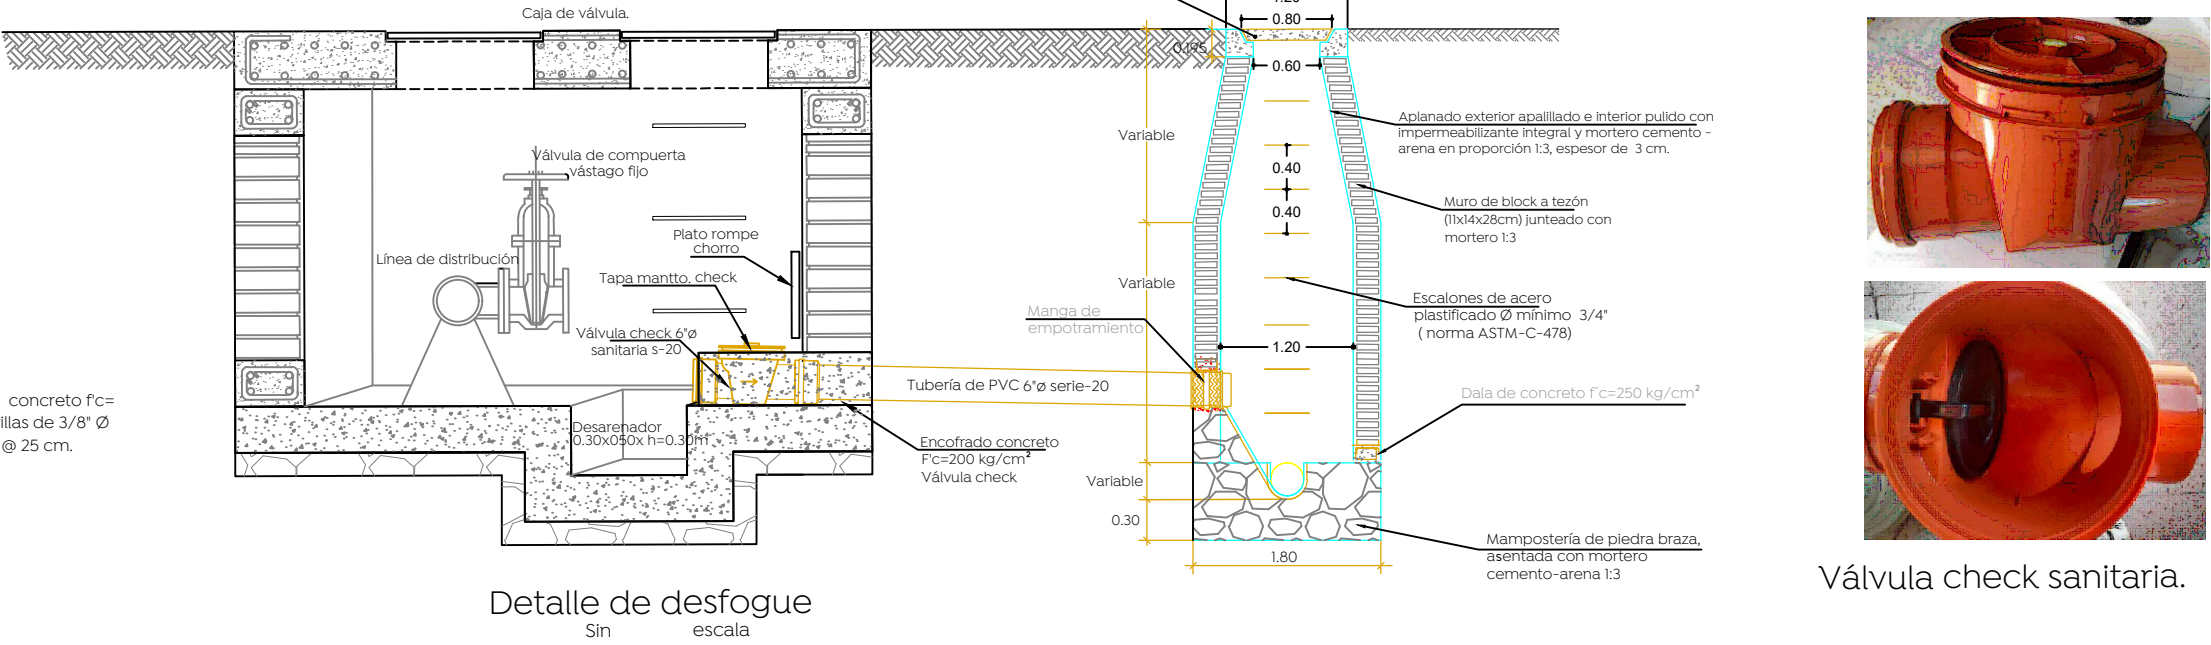 Caja de válvula.
1.20
0.80
0.195
0.60
Variable
Aplanado exterior apalillado e interior pulido con
impermeabilizante integral y mortero cemento -
arena en proporción 1:3, espesor de 3 cm.
Válvula de compuerta
vástago fijo
0.40
Muro de block a tezón
(11x14x28cm) junteado con
mortero 1:3
0.40
Plato rompe
chorro
Línea de distribución
Tapa mantto. check
Variable
Escalones de acero
plastificado Ø mínimo 3/4"
( norma ASTM-C-478)
Manga de
empotramiento
Válvula check 6"ø
sanitaria s-20
1.20
Tubería de PVC 6"ø serie-20
Dala de concreto f´c=250 kg/cm²
concreto f'c=
illas de 3/8" Ø
@ 25 cm.
Desarenador
0.30x050x h=0.30m
Encofrado concreto
F'c=200 kg/cm²
Válvula check
Variable
0.30
Mampostería de piedra braza,
asentada con mortero
cemento-arena 1:3
1.80
Detalle de desfogue
Sin escala
Válvula check sanitaria.